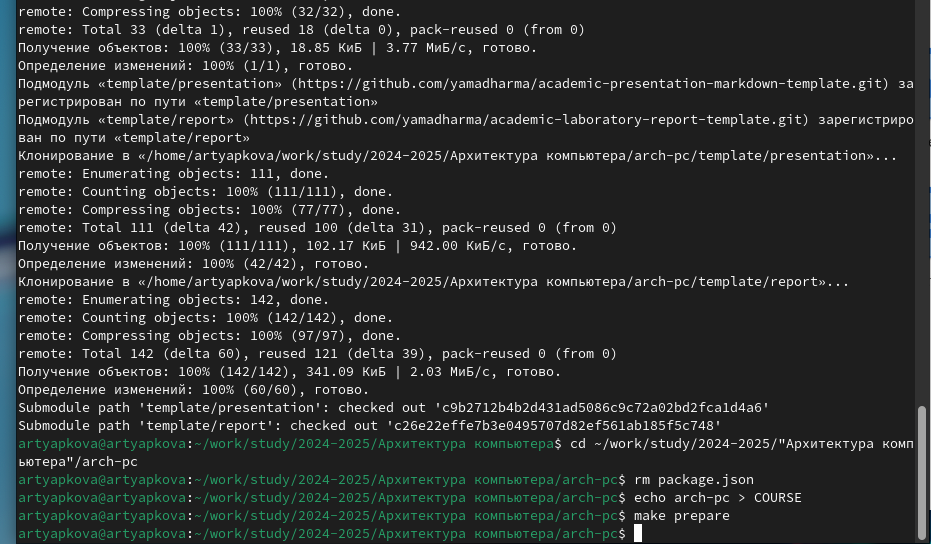 remote: Compressing objects: 100% (32/32), done.
remote: Total 33 (delta 1), reused 18 (delta 0), pack-reused 0 (from 0)
Получение объектов: 100% (33/33), 18.85 КиБ | 3.77 МиБ/с, готово.
Определение изменений: 100% (1/1), готово.
Подмодуль «template/presentation» (https://github.com/yamadharma/academic-presentation-markdown-template.git) за
регистрирован по пути «template/presentation»
Подмодуль «template/report» (https://github.com/yamadharma/academic-laboratory-report-template.git) зарегистриро
ван по пути «template/report»
Клонирование в «/home/artyapkova/work/study/2024-2025/Архитектура компьютера/arch-pc/template/presentation»...
remote: Enumerating objects: 111, done.
remote: Counting objects: 100% (111/111), done.
remote: Compressing objects: 100% (77/77), done.
remote: Total 111 (delta 42), reused 100 (delta 31), pack-reused 0 (from 0)
Получение объектов: 100% (111/111), 102.17 КиБ | 942.00 КиБ/с, готово.
Определение изменений: 100% (42/42), готово.
Клонирование в «/home/artyapkova/work/study/2024-2025/Архитектура компьютера/arch-pc/template/report»...
remote: Enumerating objects: 142, done.
remote: Counting objects: 100% (142/142), done.
remote: Compressing objects: 100% (97/97), done.
remote: Total 142 (delta 60), reused 121 (delta 39), pack-reused 0 (from 0)
Получение объектов: 100% (142/142), 341.09 КиБ | 2.03 МиБ/с, готово.
Определение изменений: 100% (60/60), готово.
Submodule path 'template/presentation': checked out 'c9b2712b4b2d431ad5086c9c72a02bd2fca1d4a6'
Submodule path 'template/report': checked out 'c26e22effe7b3e0495707d82ef561ab185f5c748'
artyapkova@artyapkova:~/work/study/2024-2025/Архитектура компьютера$ cd ~/work/study/2024-2025/"Архитектура комп
ьютера"/arch-pc
artyapkova@artyapkova:~/work/study/2024-2025/Архитектура компьютера/arch-pc$ rm package.json
artyapkova@artyapkova:~/work/study/2024-2025/Архитектура компьютера/arch-pc$ echo arch-pc > COURSE
artyapkova@artyapkova:~/work/study/2024-2025/Архитектура компьютера/arch-pc$ make prepare
artyapkova@artyapkova:~/work/study/2024-2025/Архитектура компьютера/arch-pc$